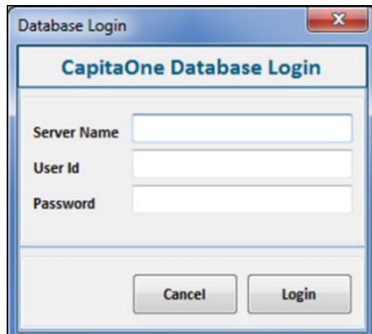 Database Login
CapitaOne Database Login
Server Name
User Id
Password
Cancel Login